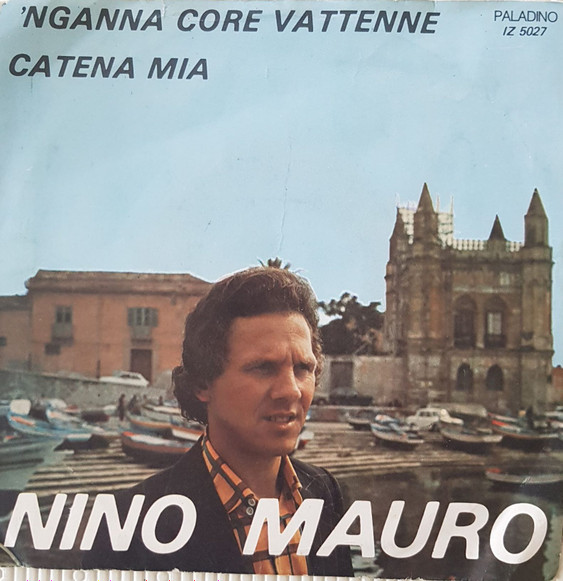 'NGANNA CORE VATTENNE
PALADINO
IZ 5027
CATENA MIA
NINO MAURO